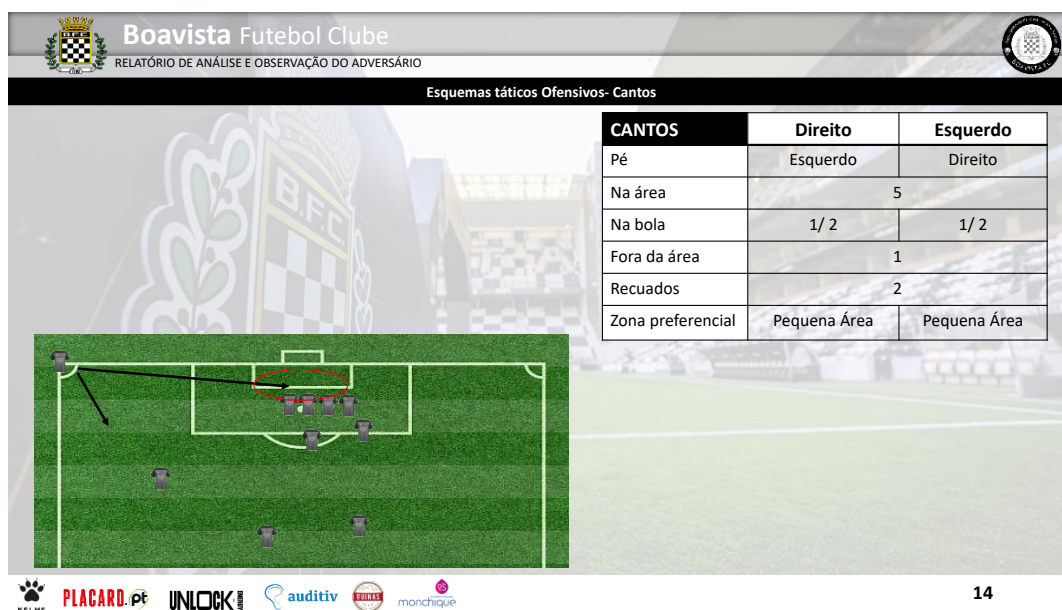 Boavista Futebol Clube
RELATÓRIO DE ANÁLISE E OBSERVAÇÃO DO ADVERSÁRIO
Esquemas táticos Ofensivos- Cantos
CANTOS Direito Esquerdo
Pé Esquerdo Direito
Na área 5
Na bola 1/ 2 1/ 2
Fora da área 1
Recuados 2
Zona preferencial Pequena Área Pequena Área
B.F.C.
KELME PLACARD.pt UNLOCK auditiv monchique
14